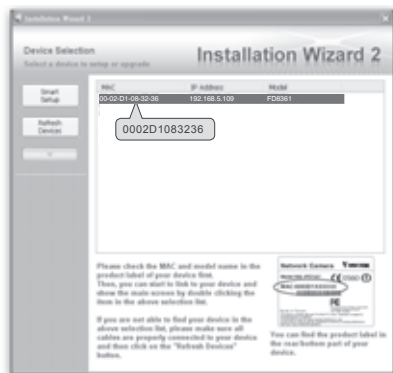 Installation Wizard 2
Device Selection
Select a device to setup or upgrade
Installation Wizard 2
Smart
Setup
Refresh
Devices
MAC IP Address Model
00-02-D1-08-32-36 192.168.5.109 FD8361
0002D1083236
Please check the MAC and model name in the
product label of your device first.
Then, you can start to link to your device and
show the main screen by double clicking the
item in the above selection list.
If you are not able to find your device in the
above selection list, please make sure all
cables are properly connected to your device
and then click on the "Refresh Devices"
button.
Network Camera
You can find the product label in
the rear/bottom part of your
device.